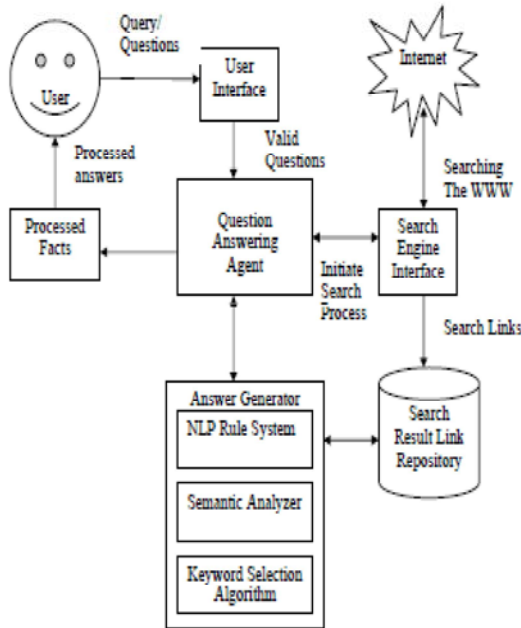 Query/
Questions
User
User
Interface
Internet
Processed
answers
Valid
Questions
Searching
The WWW
Processed
Facts
Question
Answering
Agent
Search
Engine
Interface
Initiate
Search
Process
Search Links
Answer Generator
NLP Rule System
Semantic Analyzer
Keyword Selection
Algorithm
Search
Result Link
Repository